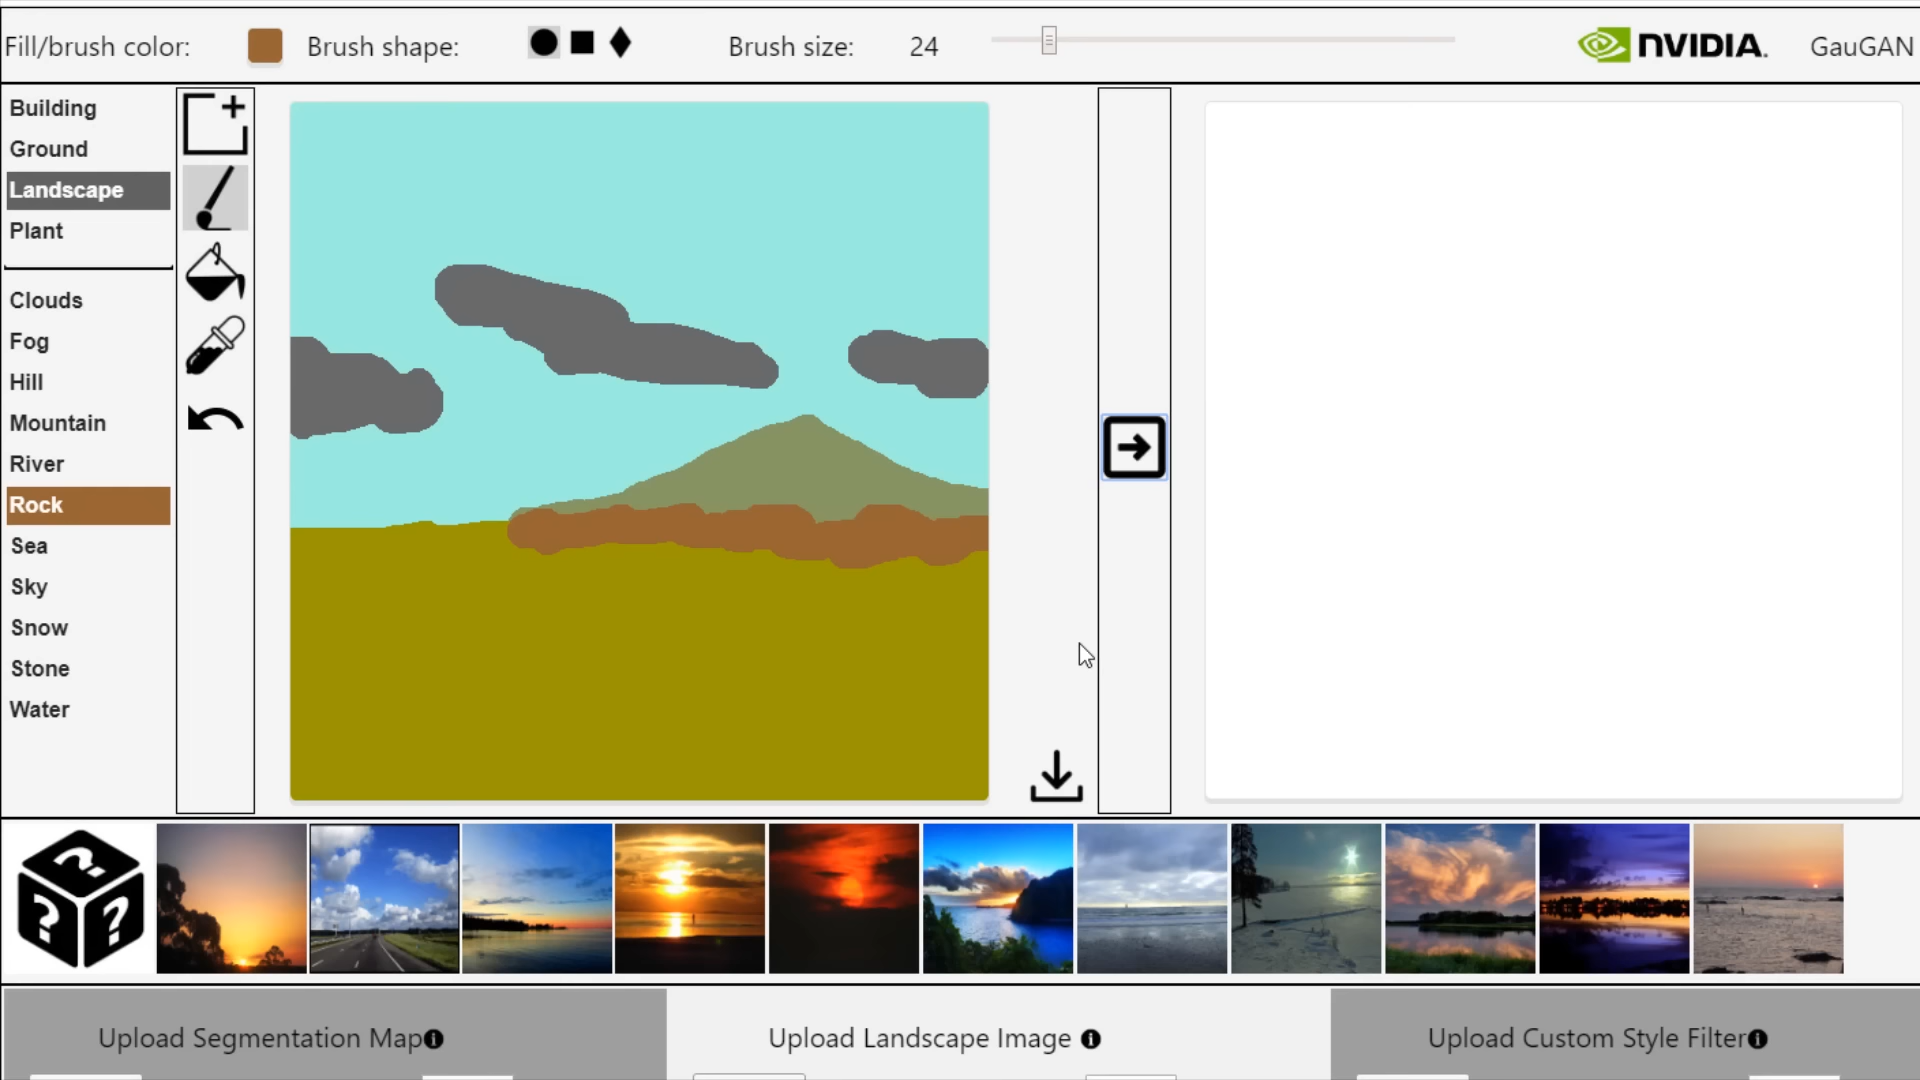 Fill/brush color: Brush shape: Brush size: 24 NVIDIA. GauGAN
Building
Ground
Landscape
Plant
Clouds
Fog
Hill
Mountain
River
Rock
Sea
Sky
Snow
Stone
Water
? ? ?
Upload Segmentation Map Upload Landscape Image Upload Custom Style Filter